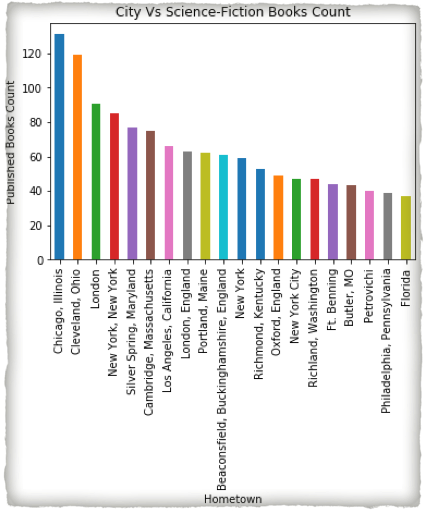 City Vs Science-Fiction Books Count
Published Books Count
120
100
80
60
40
20
0
Chicago, Illinois
Cleveland, Ohio
London
New York, New York
Silver Spring, Maryland
Cambridge, Massachusetts
Los Angeles, California
London, England
Portland, Maine
Beaconsfield, Buckinghamshire, England
New York
Richmond, Kentucky
Oxford, England
New York City
Richland, Washington
Ft. Benning
Butler, MO
Petrovichi
Philadelphia, Pennsylvania
Florida
Hometown